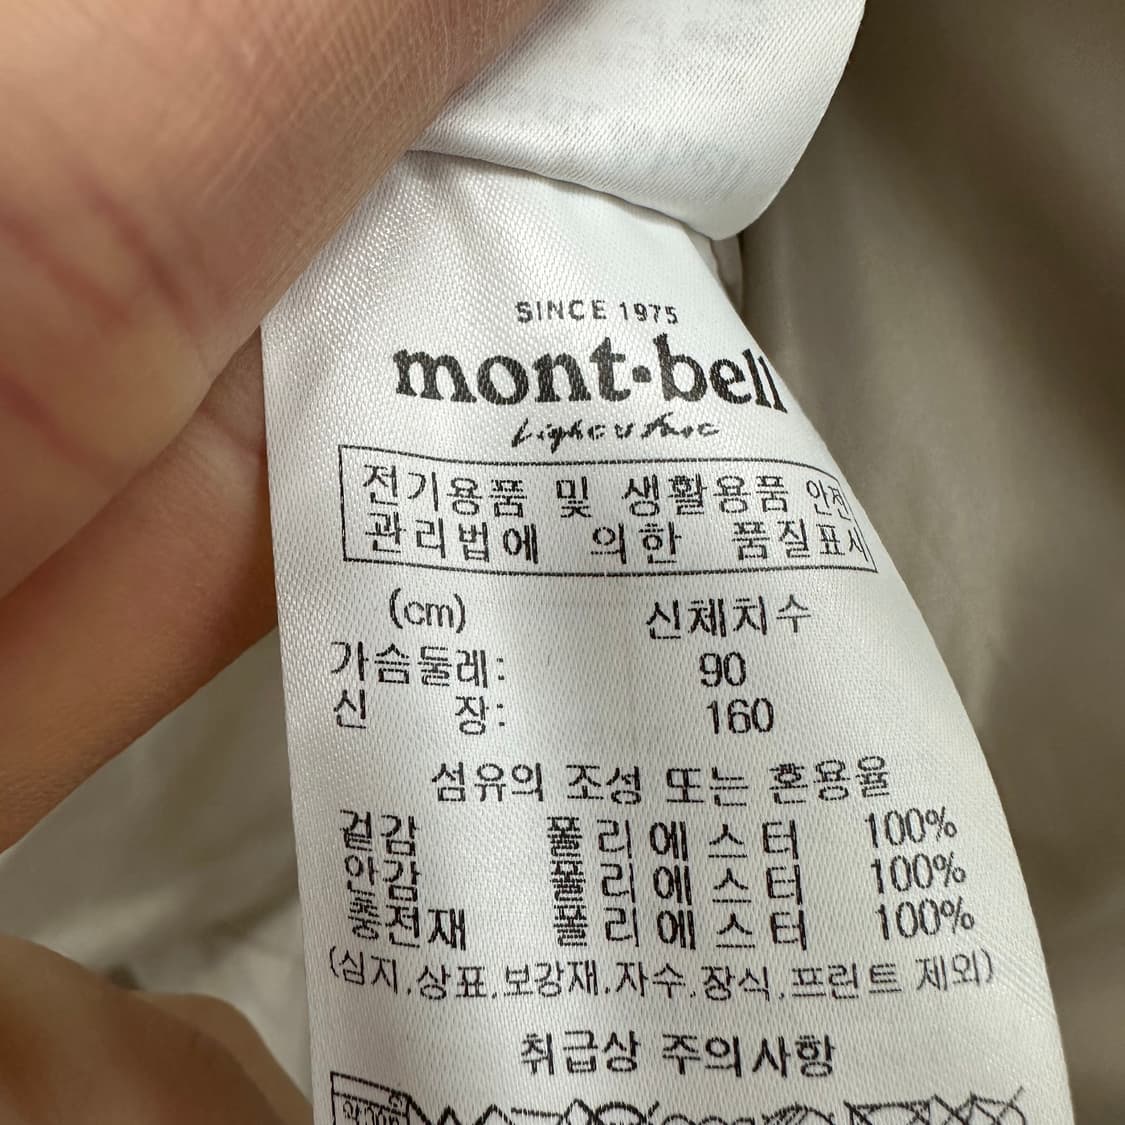 SINCE 1975
mont·bell
Light & Fast
전기용품 및 생활용품 안전
관리법에 의한 품질표시
(cm) 신체치수
가슴둘레: 90
신 장: 160
섬유의 조성 또는 혼용율
겉감 폴리에스터 100%
안감 폴리에스터 100%
충전재 폴리에스터 100%
(심지,상표,보강재,자수,장식,프린트 제외)
취급상 주의사항